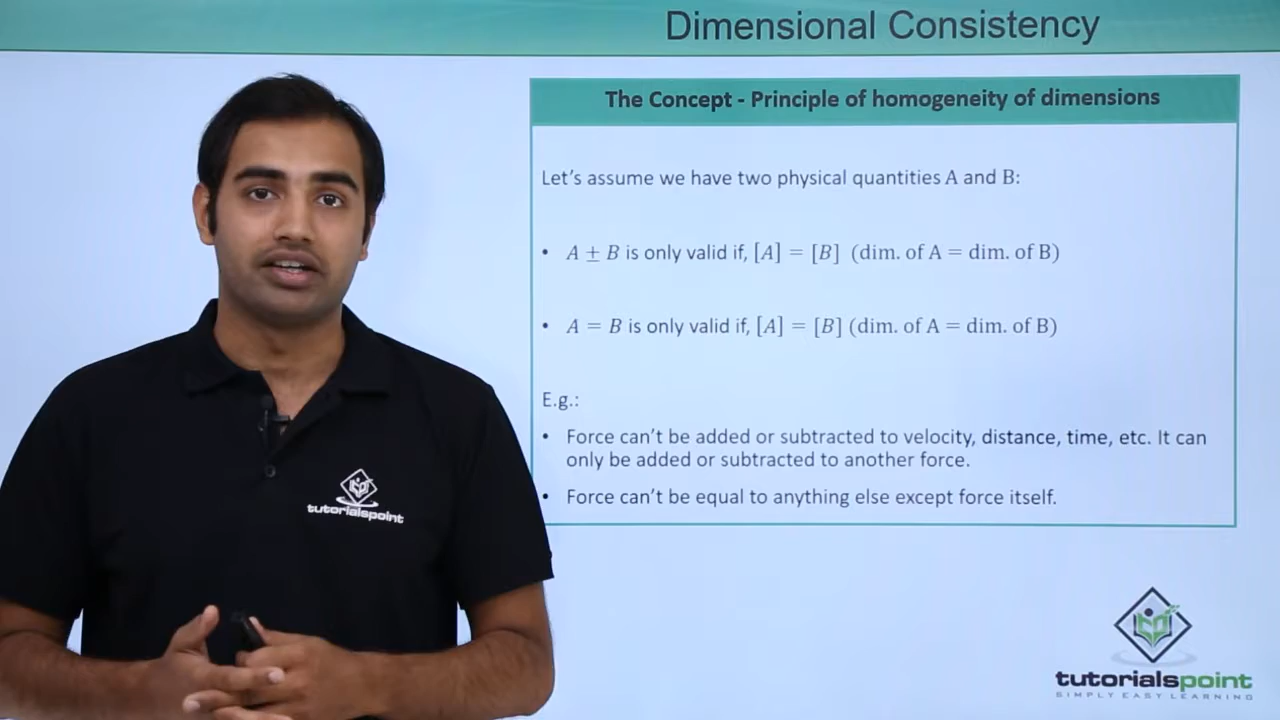 Dimensional Consistency
The Concept - Principle of homogeneity of dimensions
Let's assume we have two physical quantities A and B:
• A ± B is only valid if, [A] = [B] (dim. of A = dim. of B)
• A = B is only valid if, [A] = [B] (dim. of A = dim. of B)
E.g.:
• Force can't be added or subtracted to velocity, distance, time, etc. It can
only be added or subtracted to another force.
• Force can't be equal to anything else except force itself.
tutorialspoint
tutorialspoint
SIMPLY EASY LEARNING